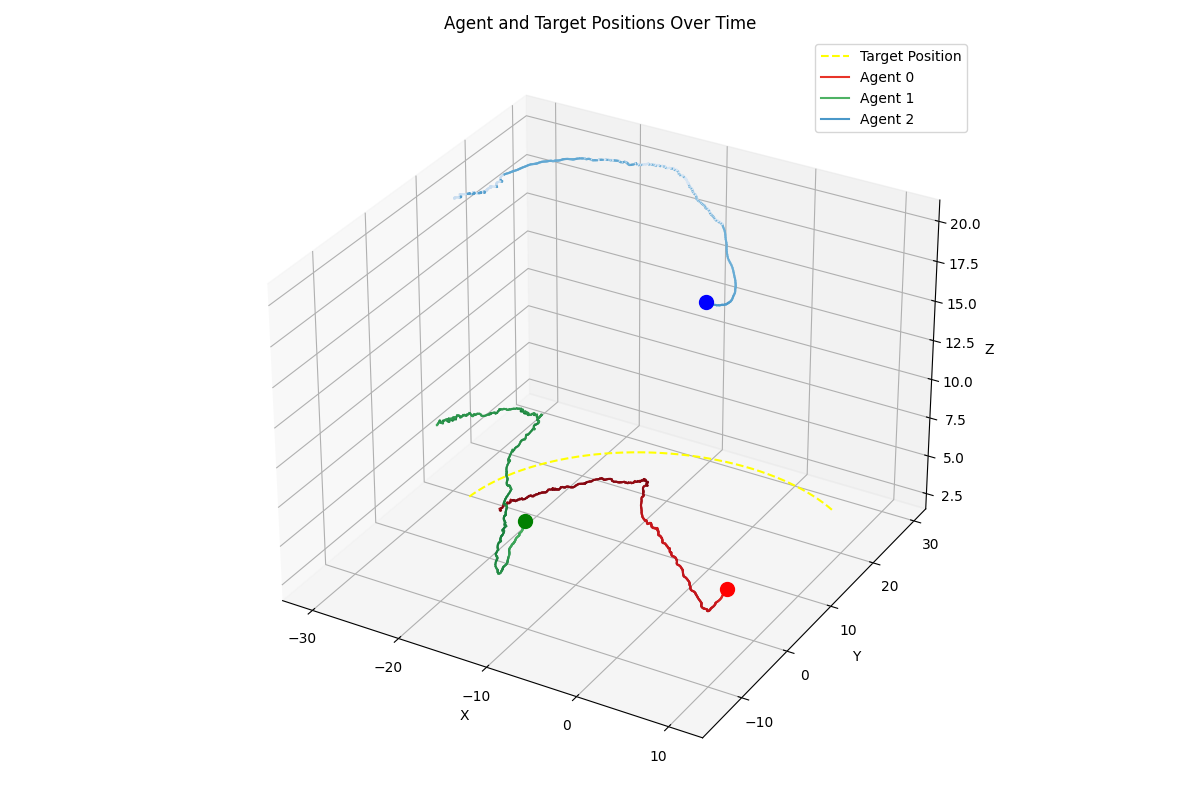 Agent and Target Positions Over Time
Target Position
Agent 0
Agent 1
Agent 2
20.0
17.5
15.0
12.5
10.0
7.5
5.0
2.5
Z
30
20
10
0
−10
Y
−30
−20
−10
0
10
X